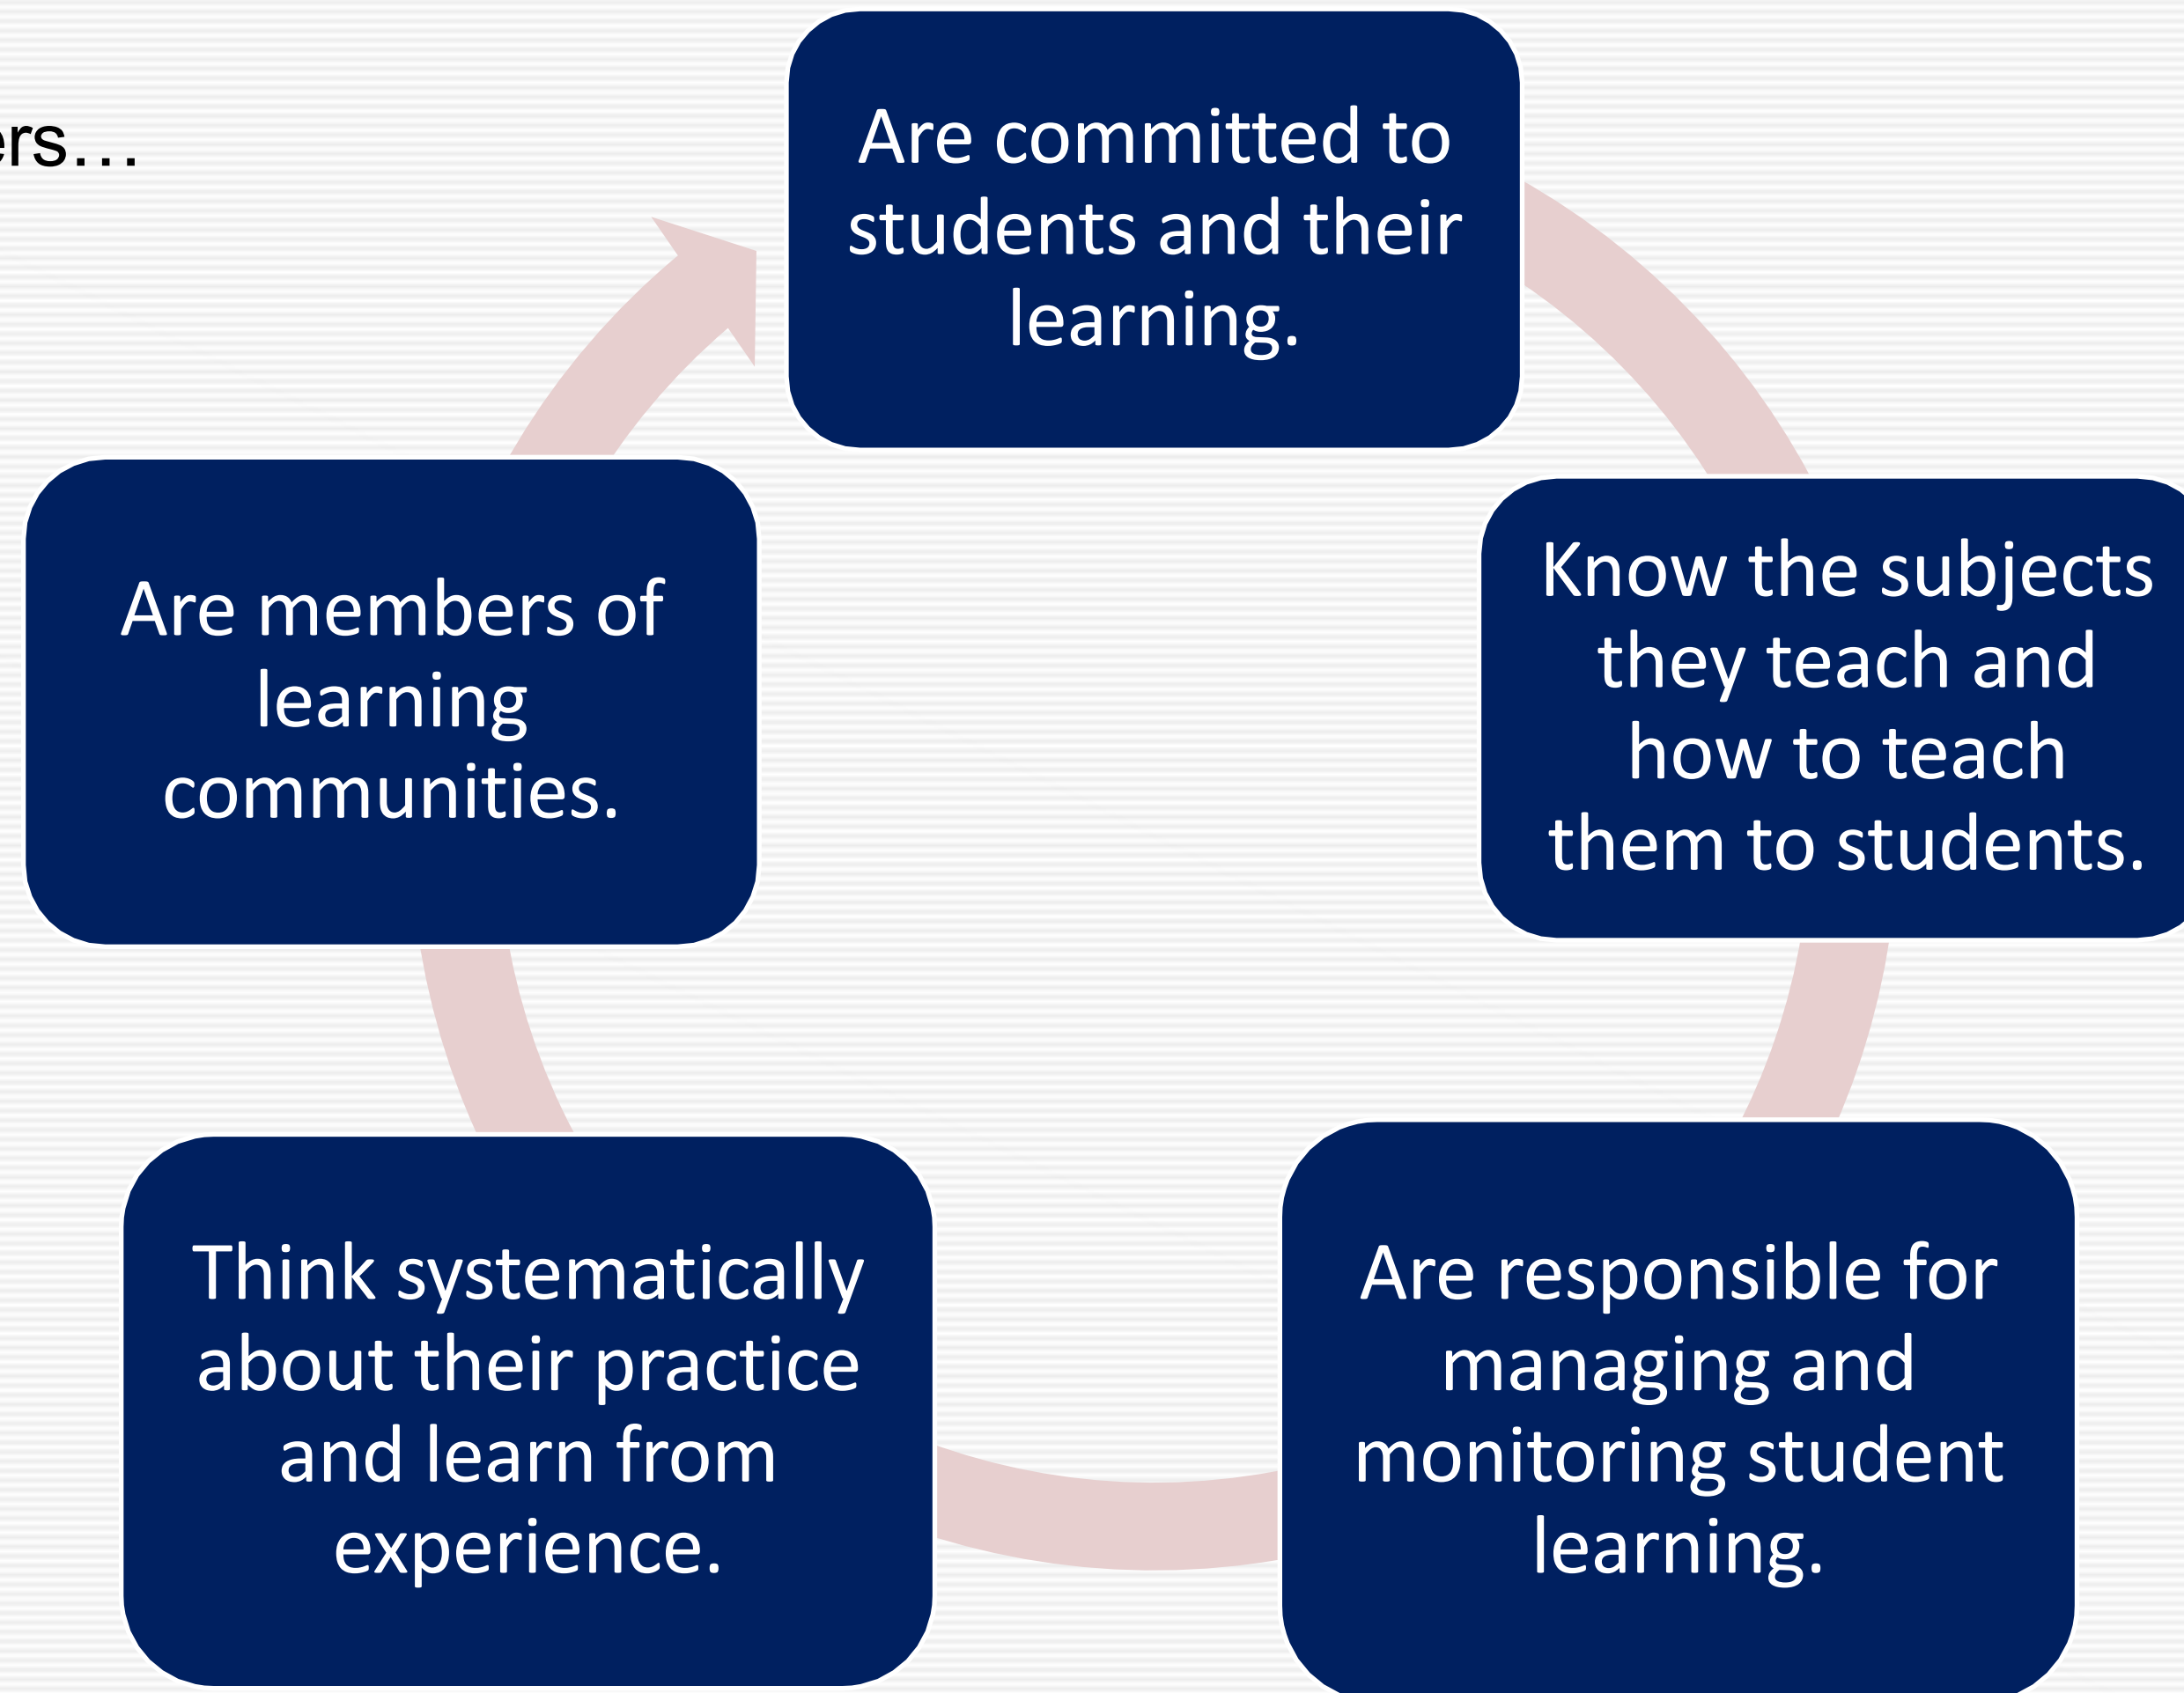 ers…
Are committed to
students and their
learning.
Know the subjects
they teach and
how to teach
them to students.
Are responsible for
managing and
monitoring student
learning.
Think systematically
about their practice
and learn from
experience.
Are members of
learning
communities.